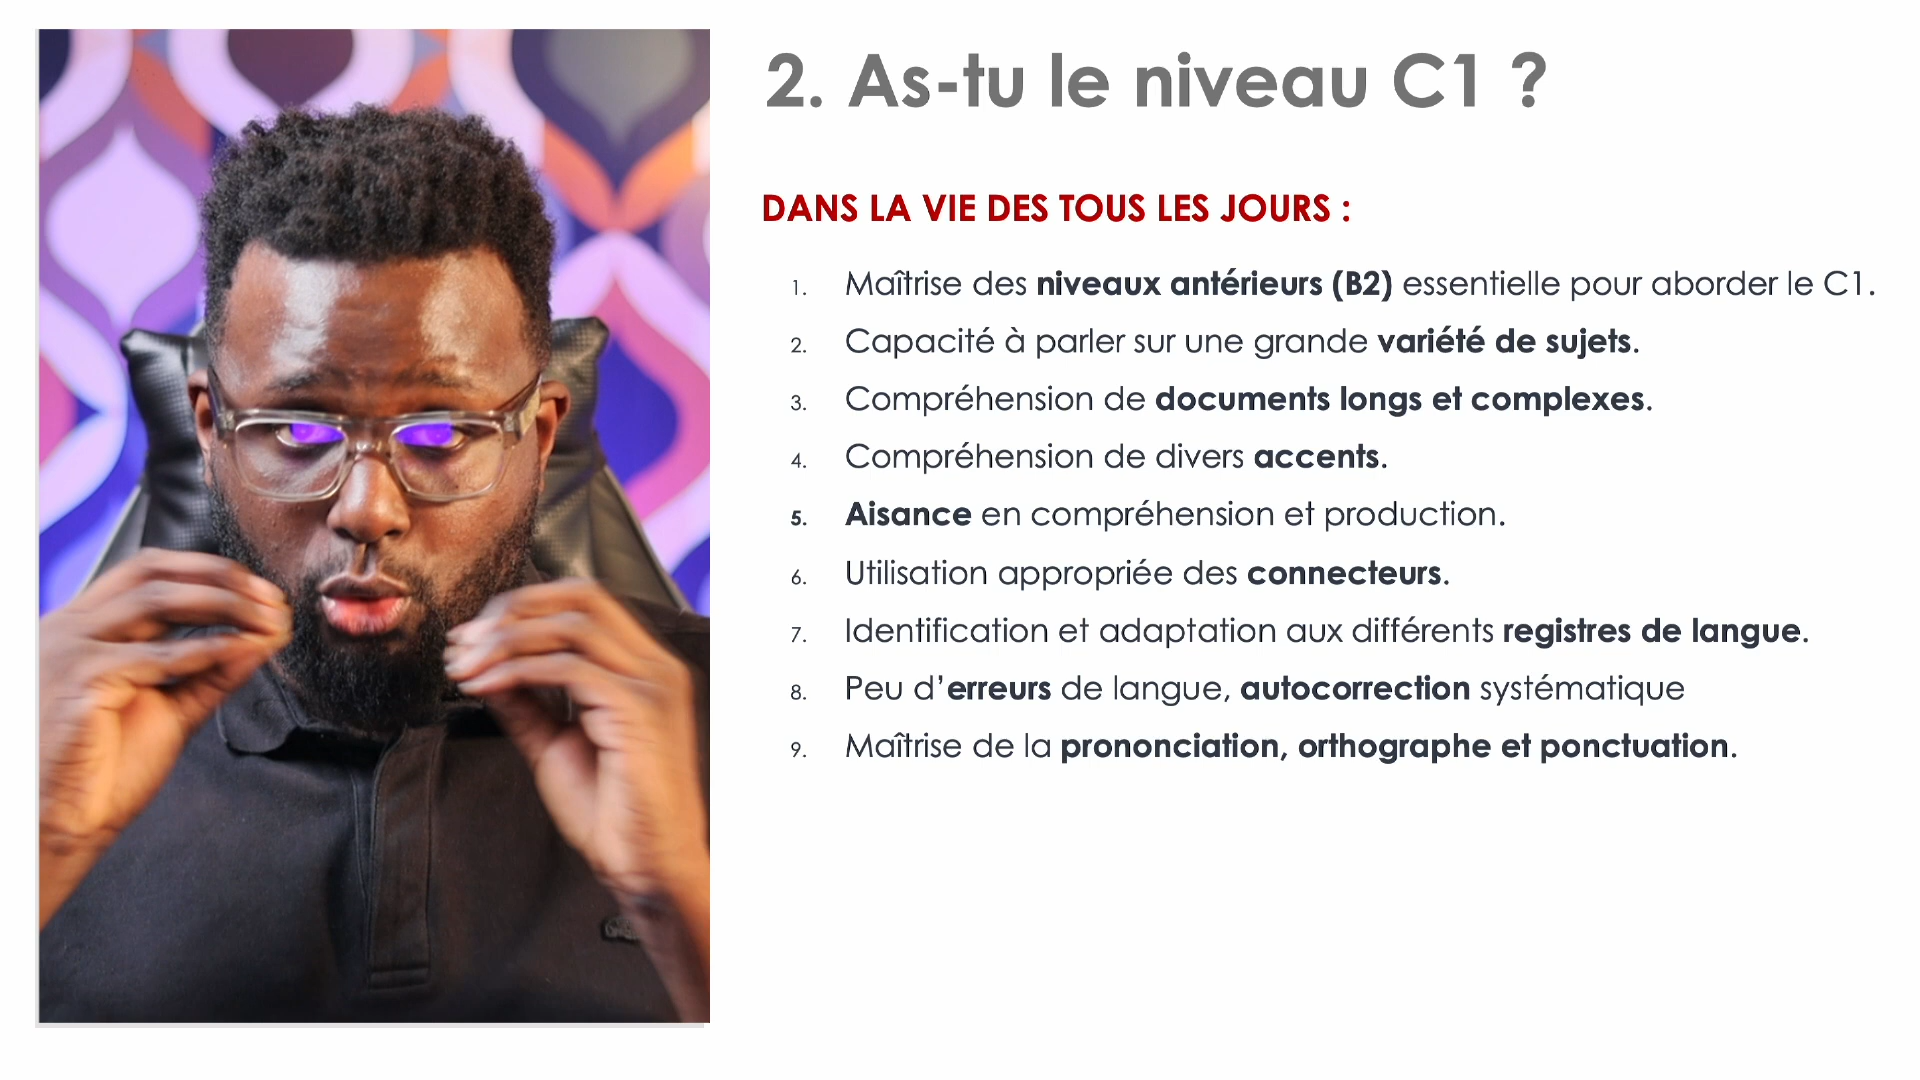 2. As-tu le niveau C1 ?
DANS LA VIE DES TOUS LES JOURS :
1. Maîtrise des niveaux antérieurs (B2) essentielle pour aborder le C1.
2. Capacité à parler sur une grande variété de sujets.
3. Compréhension de documents longs et complexes.
4. Compréhension de divers accents.
5. Aisance en compréhension et production.
6. Utilisation appropriée des connecteurs.
7. Identification et adaptation aux différents registres de langue.
8. Peu d’erreurs de langue, autocorrection systématique
9. Maîtrise de la prononciation, orthographe et ponctuation.